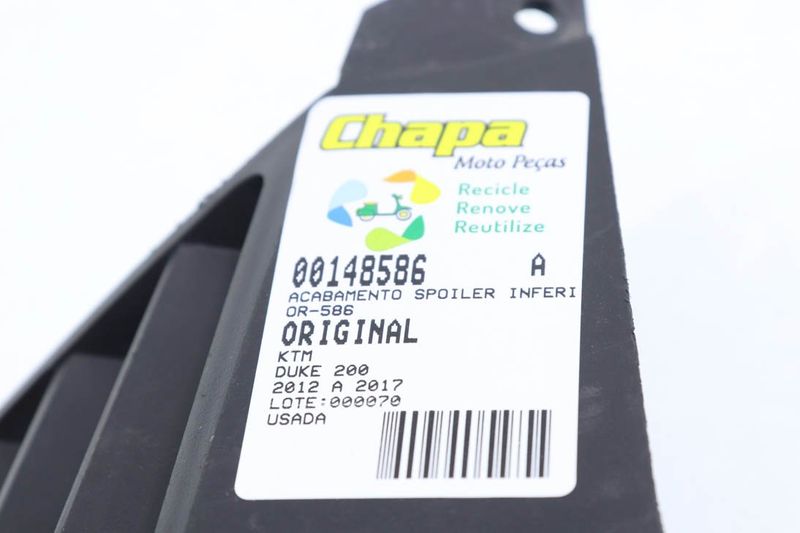 Chapa
Moto Peças
Recicle
Renove
Reutilize
00148586 A
ACABAMENTO SPOILER INFERI
OR-586
ORIGINAL
KTM
DUKE 200
2012 A 2017
LOTE:000070
USADA